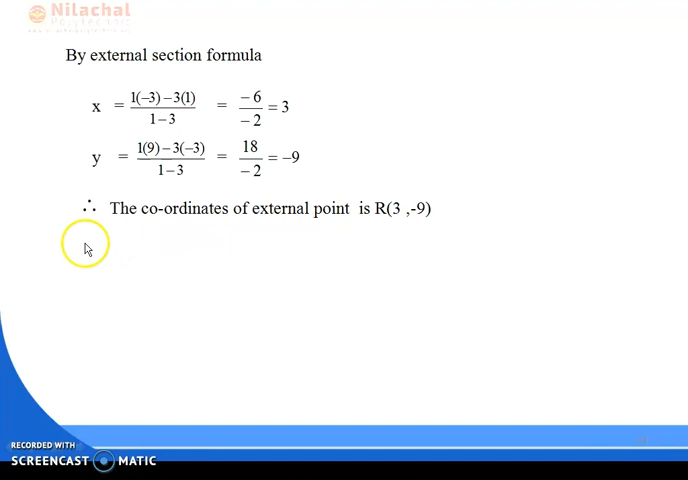 Nilachal
Polytechnic
By external section formula
x = 1(−3)−3(1) / 1−3 = −6 / −2 = 3
y = 1(9)−3(−3) / 1−3 = 18 / −2 = −9
∴ The co-ordinates of external point is R(3 ,-9)
RECORDED WITH
SCREENCAST MATIC